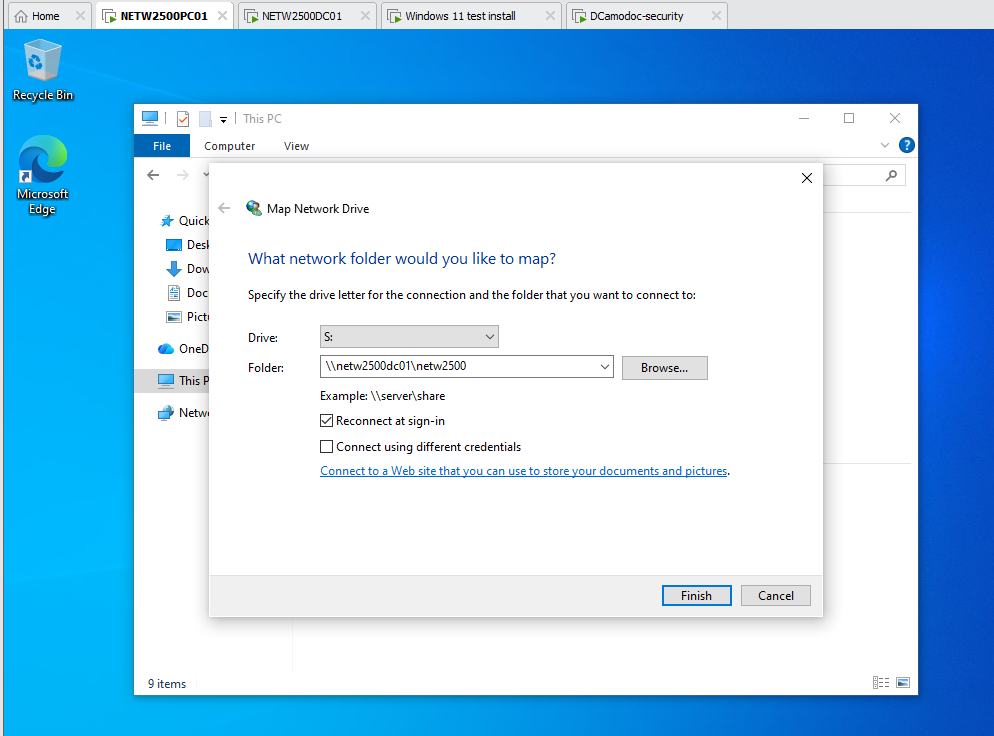 Home
NETW2500PC01
NETW2500DC01
Windows 11 test install
DCamodoc-security
Recycle Bin
Microsoft
Edge
This PC
File
Computer
View
?
Map Network Drive
Quick
Desk
Dow
Doc
Pict
OneD
This P
Netw
What network folder would you like to map?
Specify the drive letter for the connection and the folder that you want to connect to:
Drive:
S:
Folder:
\\netw2500dc01\netw2500
Browse...
Example: \\server\share
Reconnect at sign-in
Connect using different credentials
Connect to a Web site that you can use to store your documents and pictures.
Finish
Cancel
9 items